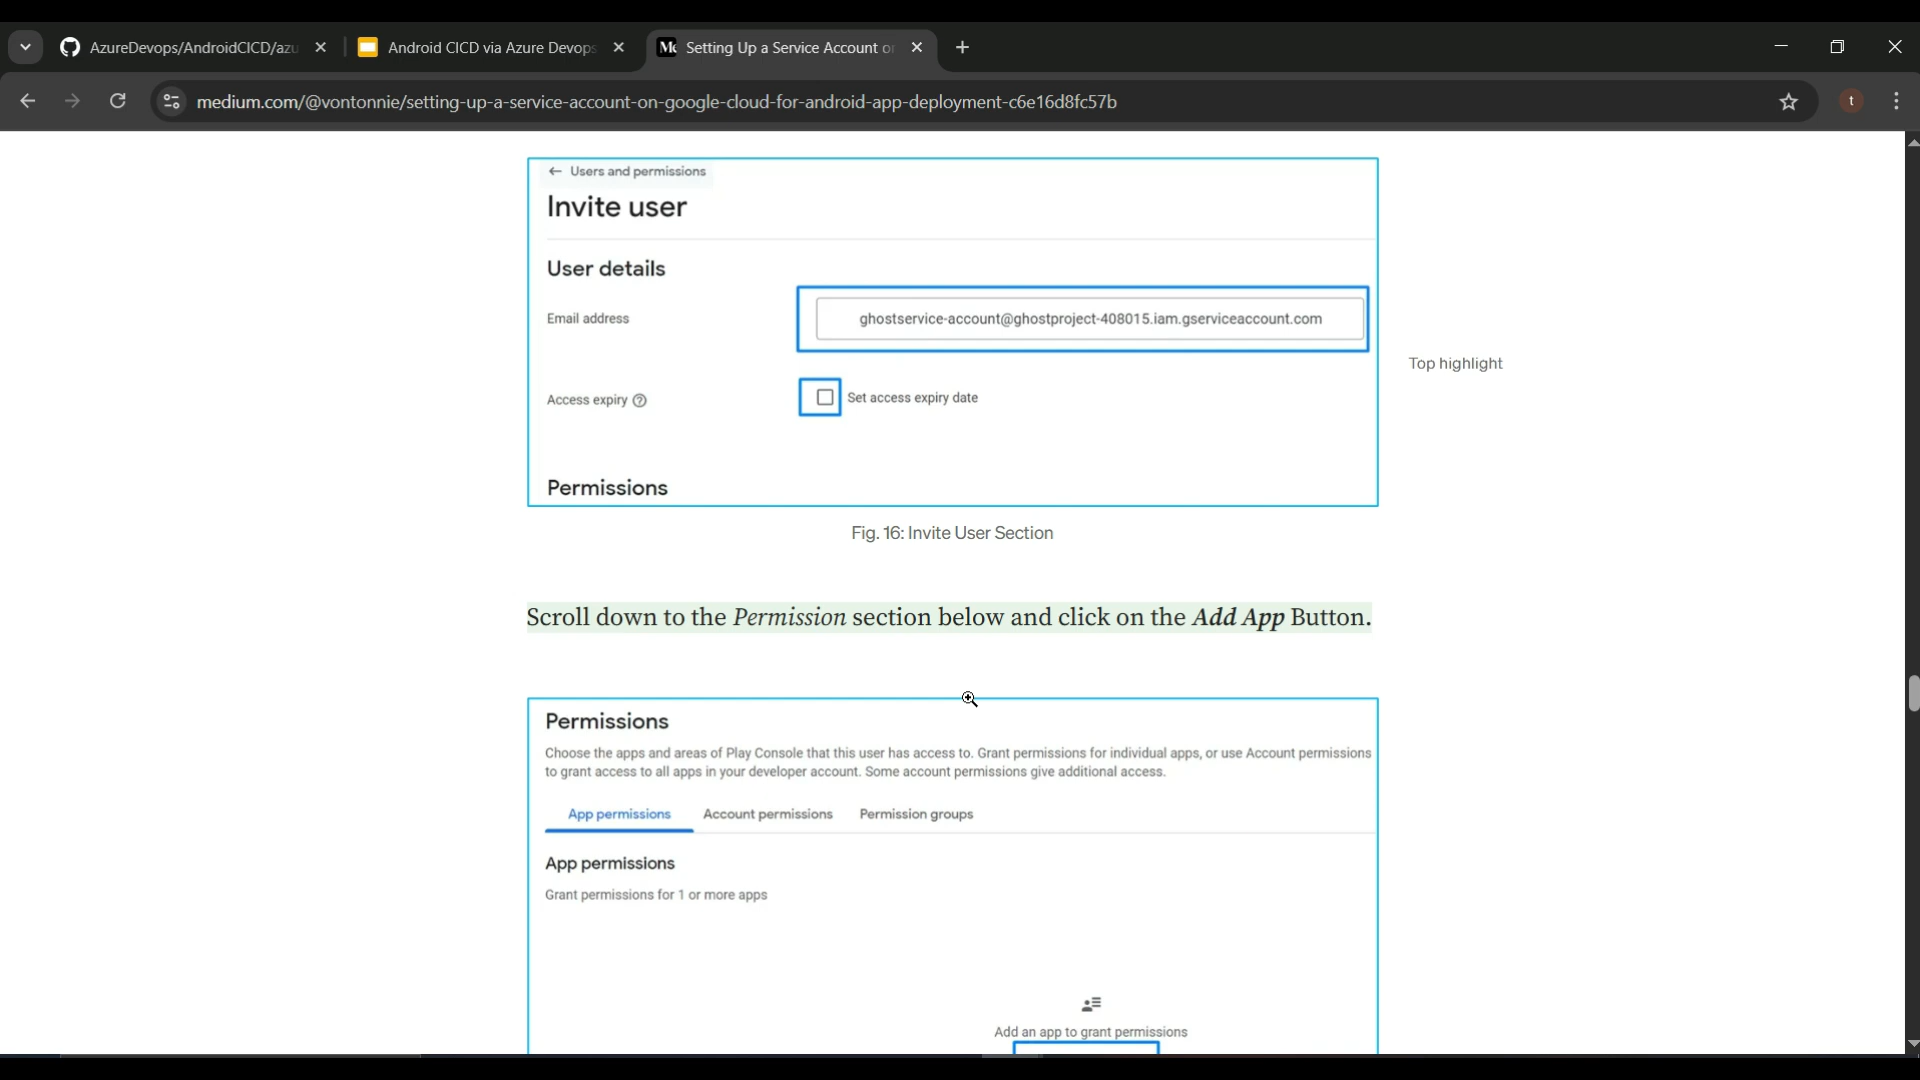 AzureDevops/AndroidCICD/azu
Android CICD via Azure Devops
Setting Up a Service Account on
medium.com/@vontonnie/setting-up-a-service-account-on-google-cloud-for-android-app-deployment-c6e16d8fc57b
t
Users and permissions
Invite user
User details
Email address
ghostservice-account@ghostproject-408015.iam.gserviceaccount.com
Top highlight
Access expiry
Set access expiry date
Permissions
Fig. 16: Invite User Section
Scroll down to the Permission section below and click on the Add App Button.
Permissions
Choose the apps and areas of Play Console that this user has access to. Grant permissions for individual apps, or use Account permissions
to grant access to all apps in your developer account. Some account permissions give additional access.
App permissions Account permissions Permission groups
App permissions
Grant permissions for 1 or more apps
Add an app to grant permissions